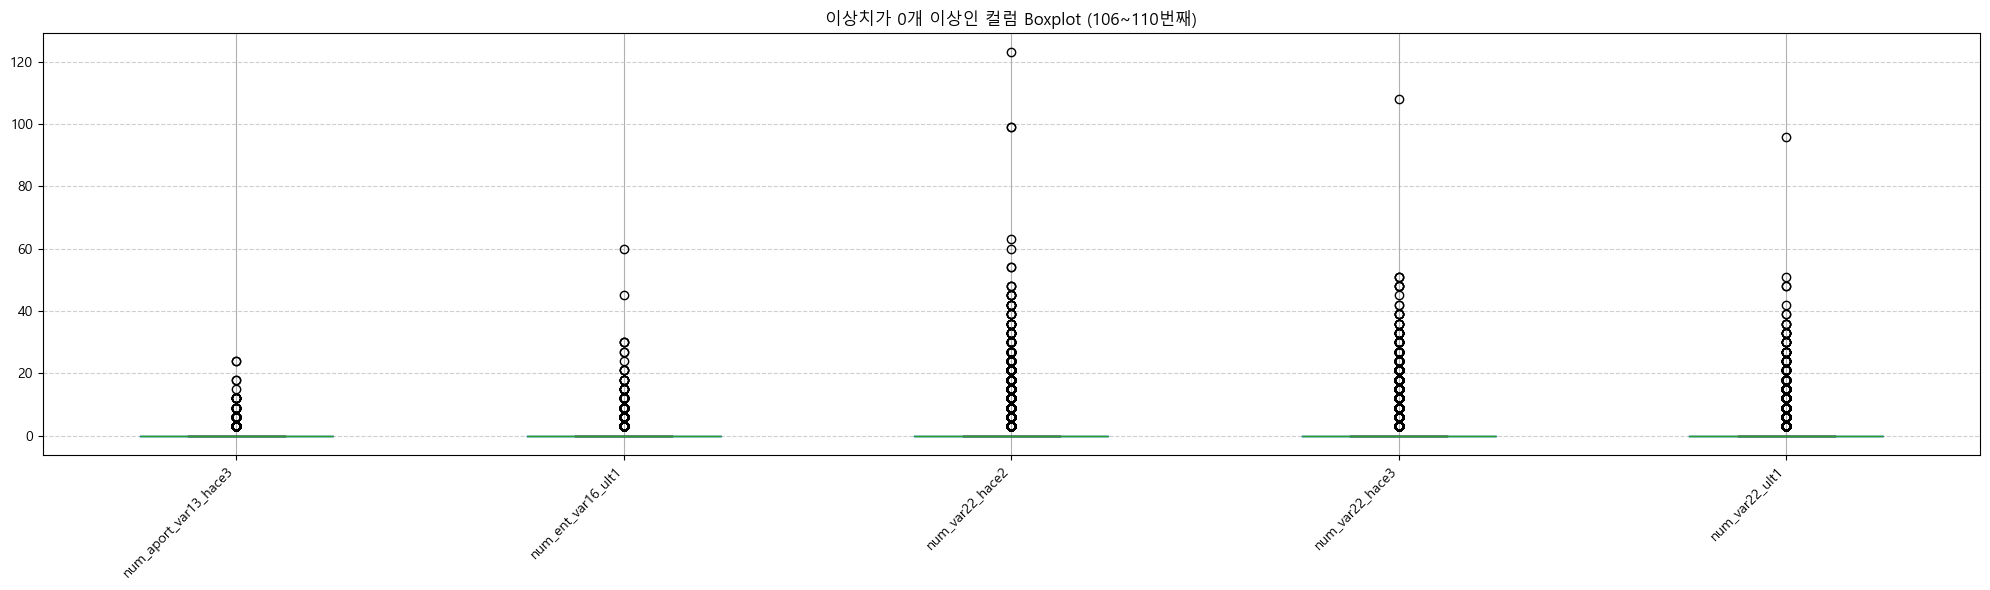 이상치가 0개 이상인 컬럼 Boxplot (106~110번째)
120
100
80
60
40
20
0
num_aport_var13_hace3
num_ent_var16_ult1
num_var22_hace2
num_var22_hace3
num_var22_ult1